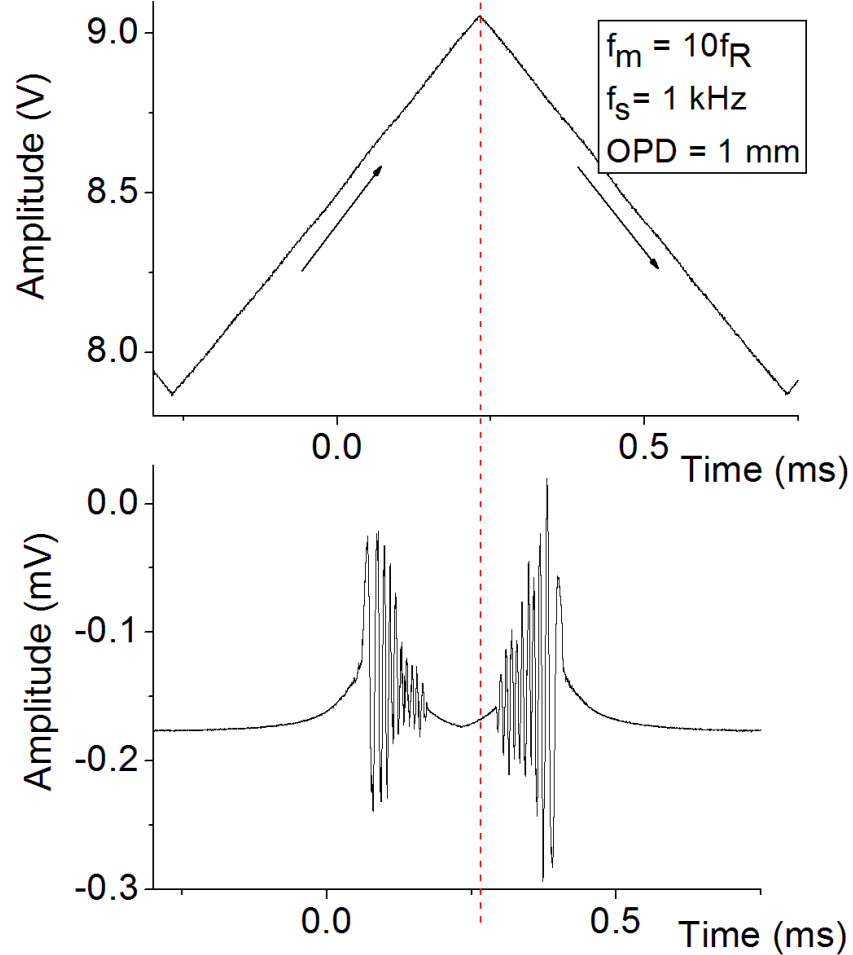 Amplitude (V)
9.0
8.5
8.0
f_m = 10f_R
f_s= 1 kHz
OPD = 1 mm
0.0
0.5
Time (ms)
Amplitude (mV)
0.0
-0.1
-0.2
-0.3
0.0
0.5
Time (ms)